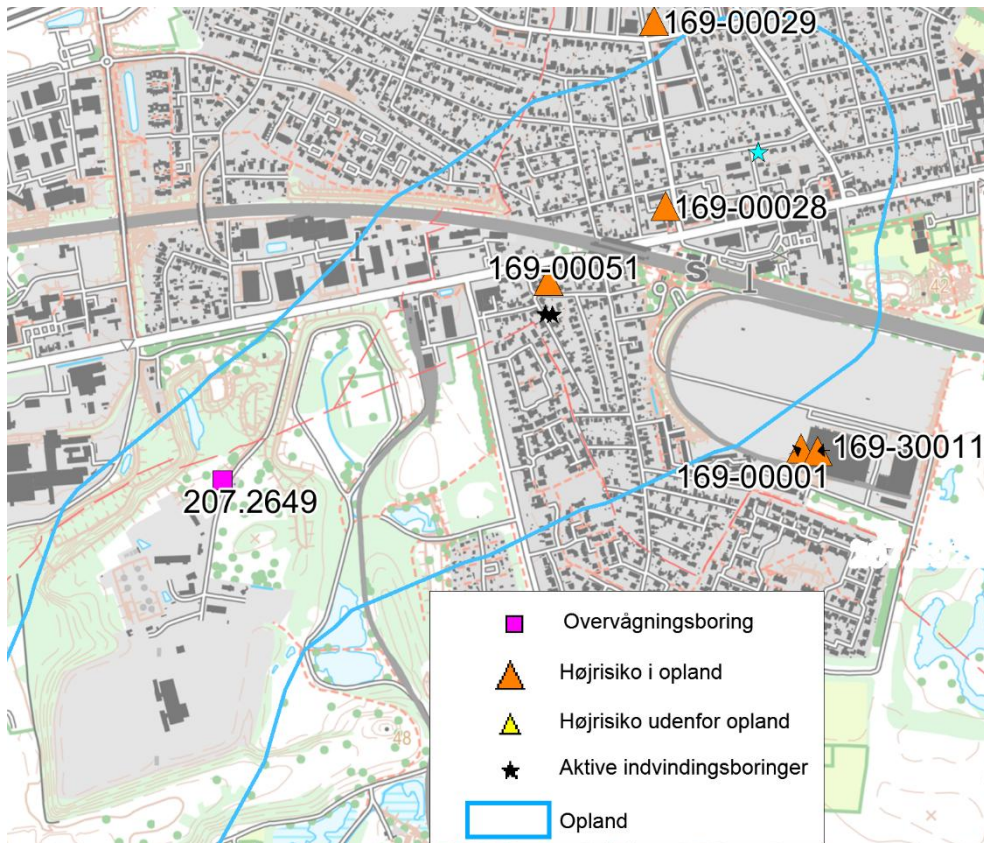 169-00029
169-00028
S
169-00051
42
169-30011
169-00001
207.2649
48
Overvågningsboring
Højrisiko i opland
Højrisiko udenfor opland
Aktive indvindingsboringer
Opland